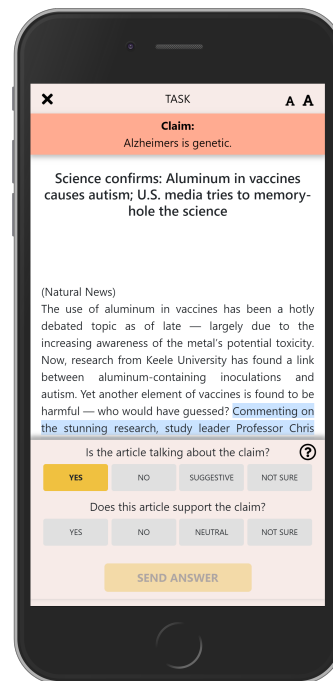 TASK
A A
Claim:
Alzheimers is genetic.
Science confirms: Aluminum in vaccines
causes autism; U.S. media tries to memory-
hole the science
(Natural News)
The use of aluminum in vaccines has been a hotly
debated topic as of late — largely due to the
increasing awareness of the metal's potential toxicity.
Now, research from Keele University has found a link
between aluminum-containing inoculations and
autism. Yet another element of vaccines is found to be
harmful — who would have guessed? Commenting on
the stunning research, study leader Professor Chris
Is the article talking about the claim?
?
YES NO SUGGESTIVE NOT SURE
Does this article support the claim?
YES NO NEUTRAL NOT SURE
SEND ANSWER